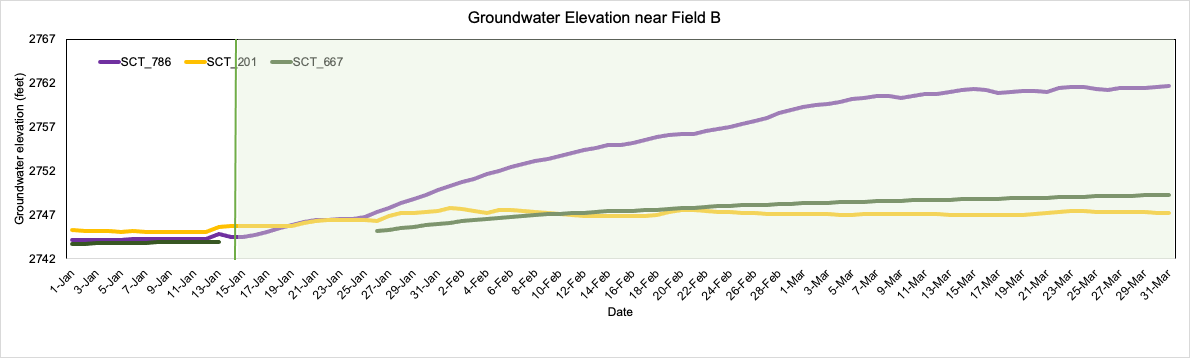 Groundwater Elevation near Field B
SCT_786 SCT_201 SCT_667
Groundwater elevation (feet)
2767
2762
2757
2752
2747
2742
1-Jan 3-Jan 5-Jan 7-Jan 9-Jan 11-Jan 13-Jan 15-Jan 17-Jan 19-Jan 21-Jan 23-Jan 25-Jan 27-Jan 29-Jan 31-Jan 2-Feb 4-Feb 6-Feb 8-Feb 10-Feb 12-Feb 14-Feb 16-Feb 18-Feb 20-Feb 22-Feb 24-Feb 26-Feb 28-Feb 1-Mar 3-Mar 5-Mar 7-Mar 9-Mar 11-Mar 13-Mar 15-Mar 17-Mar 19-Mar 21-Mar 23-Mar 25-Mar 27-Mar 29-Mar 31-Mar
Date